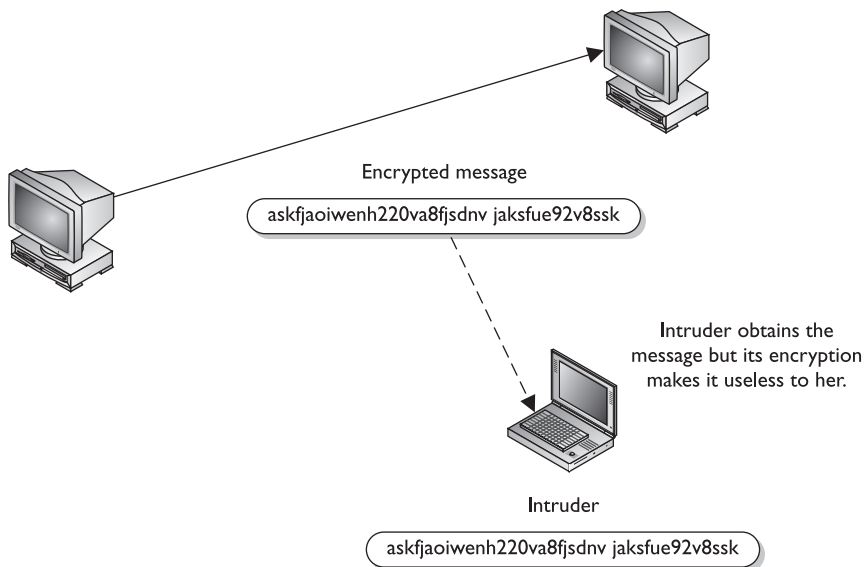 Encrypted message
askfjaoiwenh220va8fjsdnv jaksfue92v8ssk
Intruder obtains the
message but its encryption
makes it useless to her.
Intruder
askfjaoiwenh220va8fjsdnv jaksfue92v8ssk